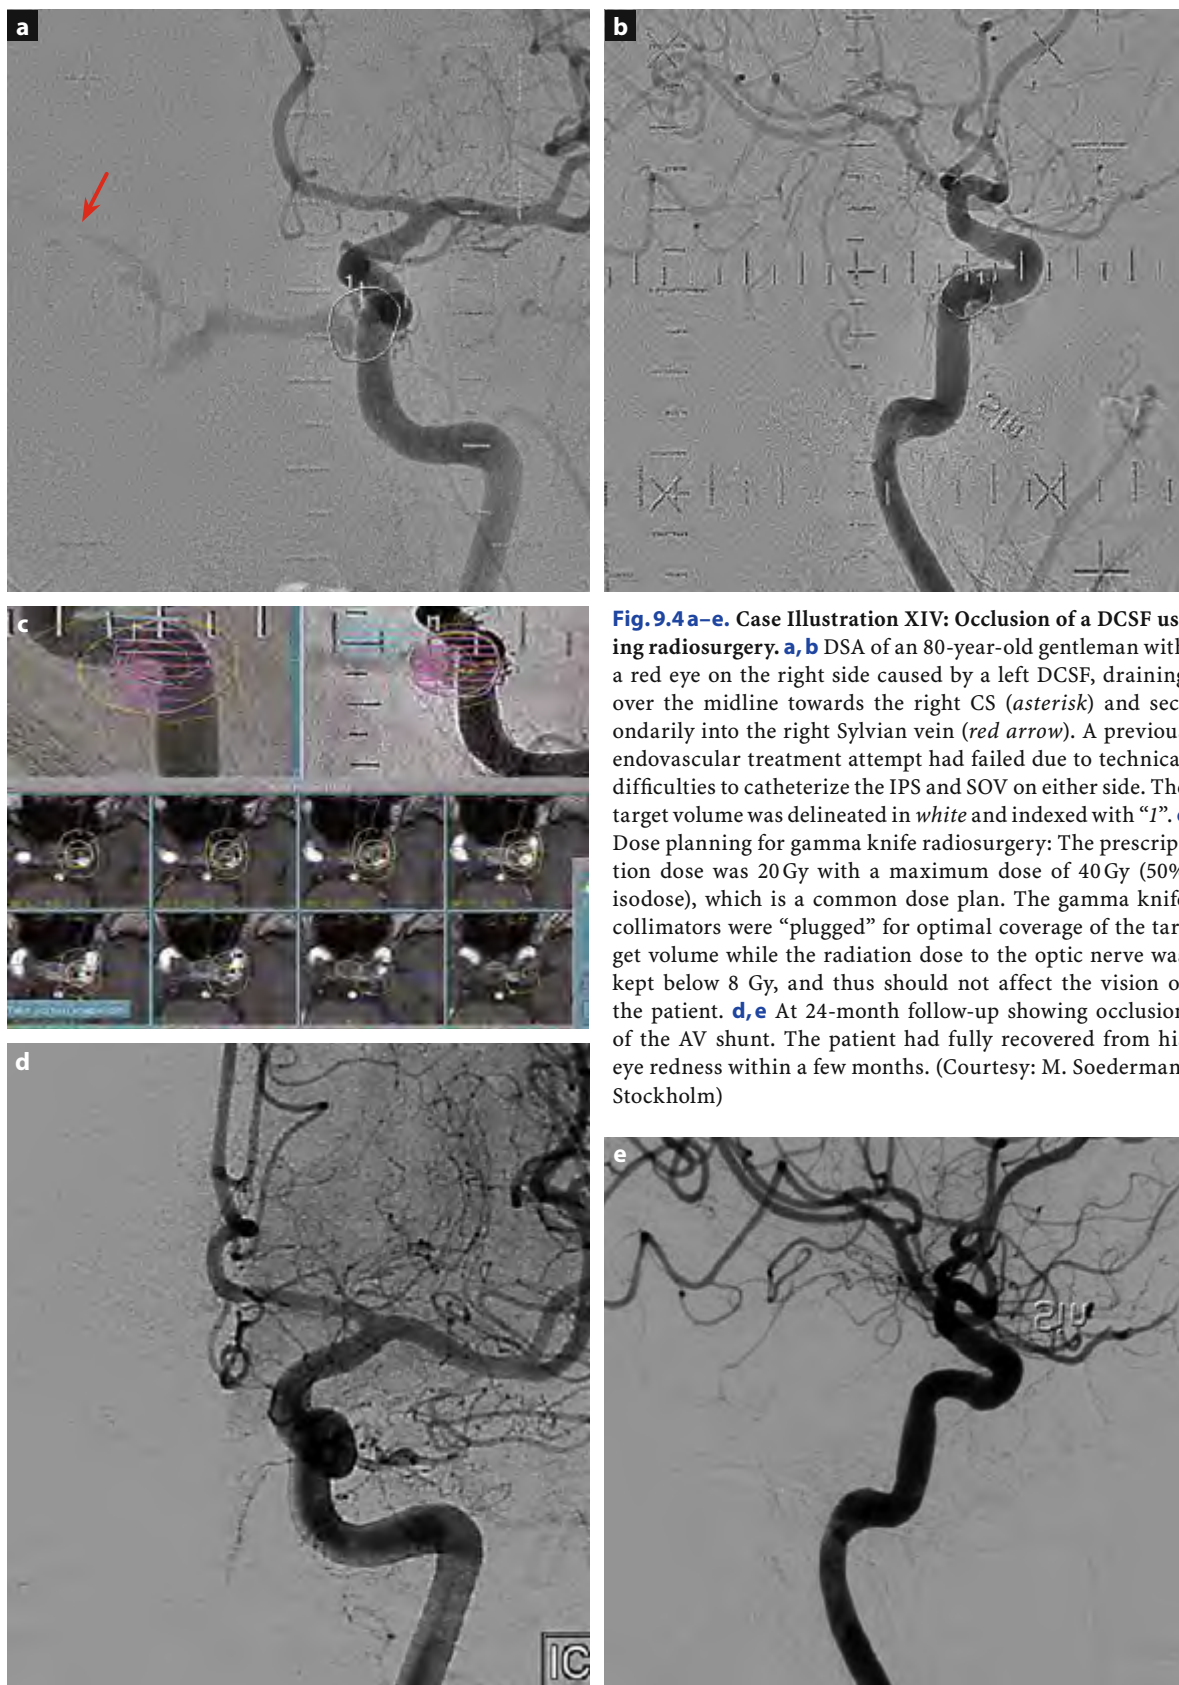 a
b
1
1
c
Fig. 9.4 a–e. Case Illustration XIV: Occlusion of a DCSF us
ing radiosurgery. a, b DSA of an 80-year-old gentleman with
a red eye on the right side caused by a left DCSF, draining
over the midline towards the right CS (asterisk) and sec
ondarily into the right Sylvian vein (red arrow). A previou
endovascular treatment attempt had failed due to technica
difficulties to catheterize the IPS and SOV on either side. The
target volume was delineated in white and indexed with “1”. c
Dose planning for gamma knife radiosurgery: The prescrip
tion dose was 20 Gy with a maximum dose of 40 Gy (50%
isodose), which is a common dose plan. The gamma knife
collimators were “plugged” for optimal coverage of the tar
get volume while the radiation dose to the optic nerve wa
kept below 8 Gy, and thus should not affect the vision o
the patient. d, e At 24-month follow-up showing occlusion
of the AV shunt. The patient had fully recovered from hi
eye redness within a few months. (Courtesy: M. Soederman
Stockholm)
d
e
IC